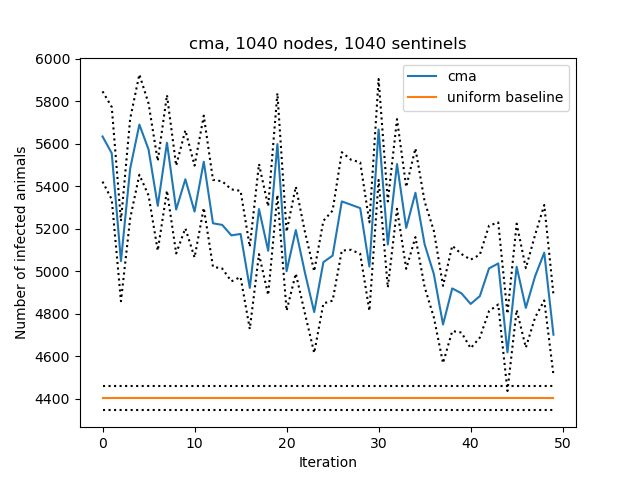 cma, 1040 nodes, 1040 sentinels
cma
uniform baseline
Number of infected animals
6000
5800
5600
5400
5200
5000
4800
4600
4400
0 10 20 30 40 50
Iteration